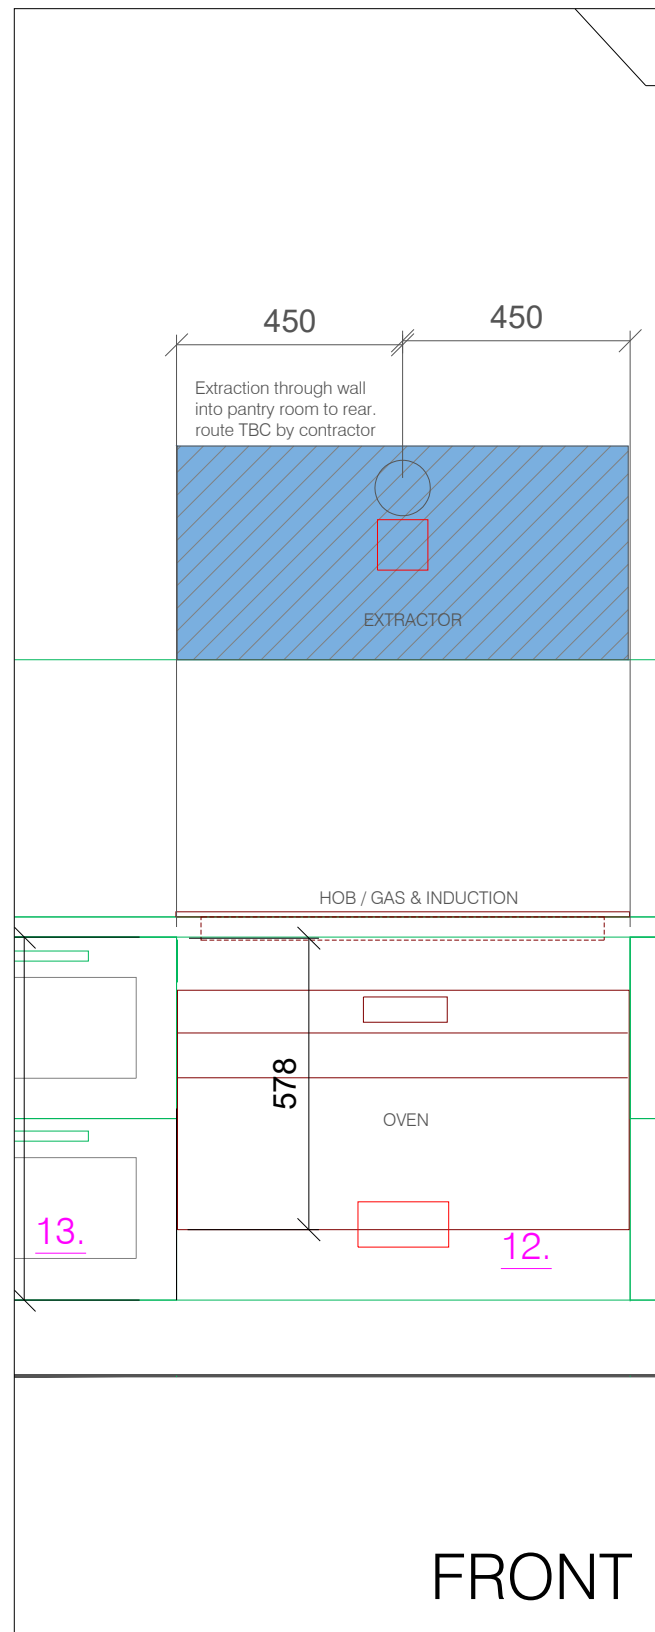 450
450
Extraction through wall
into pantry room to rear.
route TBC by contractor
EXTRACTOR
HOB / GAS & INDUCTION
578
OVEN
13.
12.
FRONT